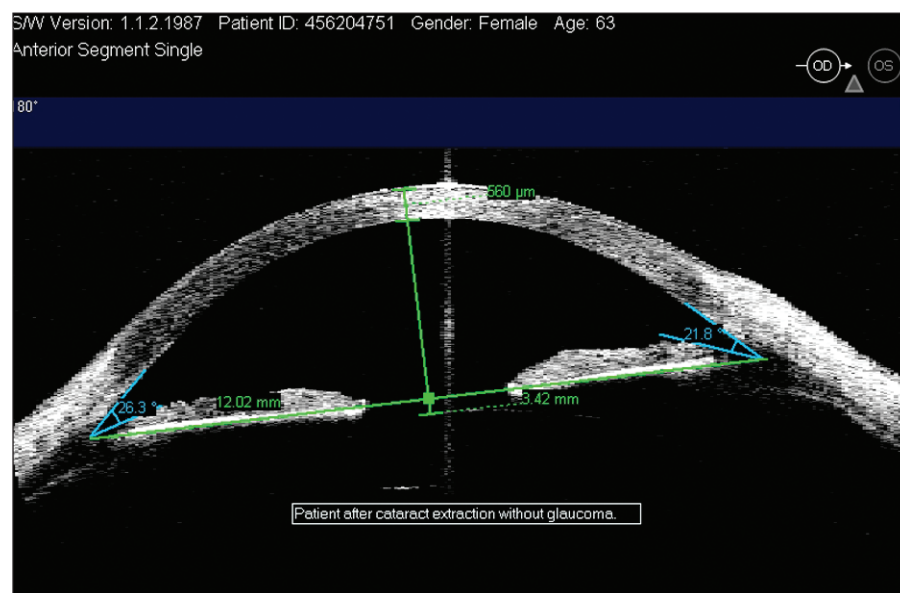 S/W Version: 1.1.2.1987 Patient ID: 456204751 Gender: Female Age: 63
Anterior Segment Single
OD OS
180°
560 µm
21.8 °
26.3 °
12.02 mm
3.42 mm
Patient after cataract extraction without glaucoma.